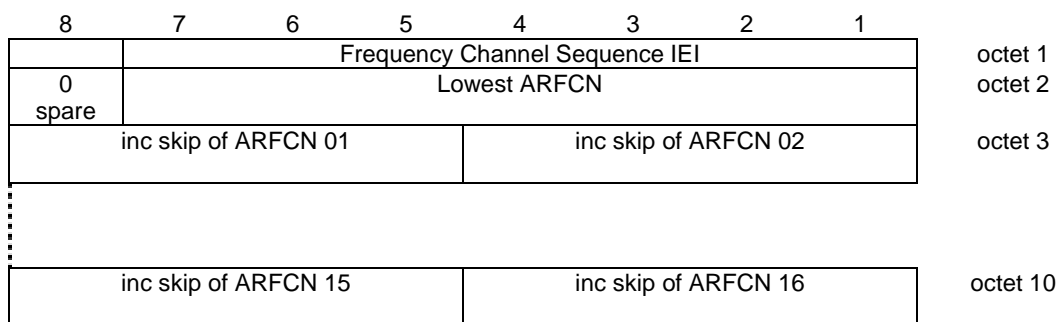 8 7 6 5 4 3 2 1
Frequency Channel Sequence IEI octet 1
0 Lowest ARFCN octet 2
spare
inc skip of ARFCN 01 inc skip of ARFCN 02 octet 3
inc skip of ARFCN 15 inc skip of ARFCN 16 octet 10